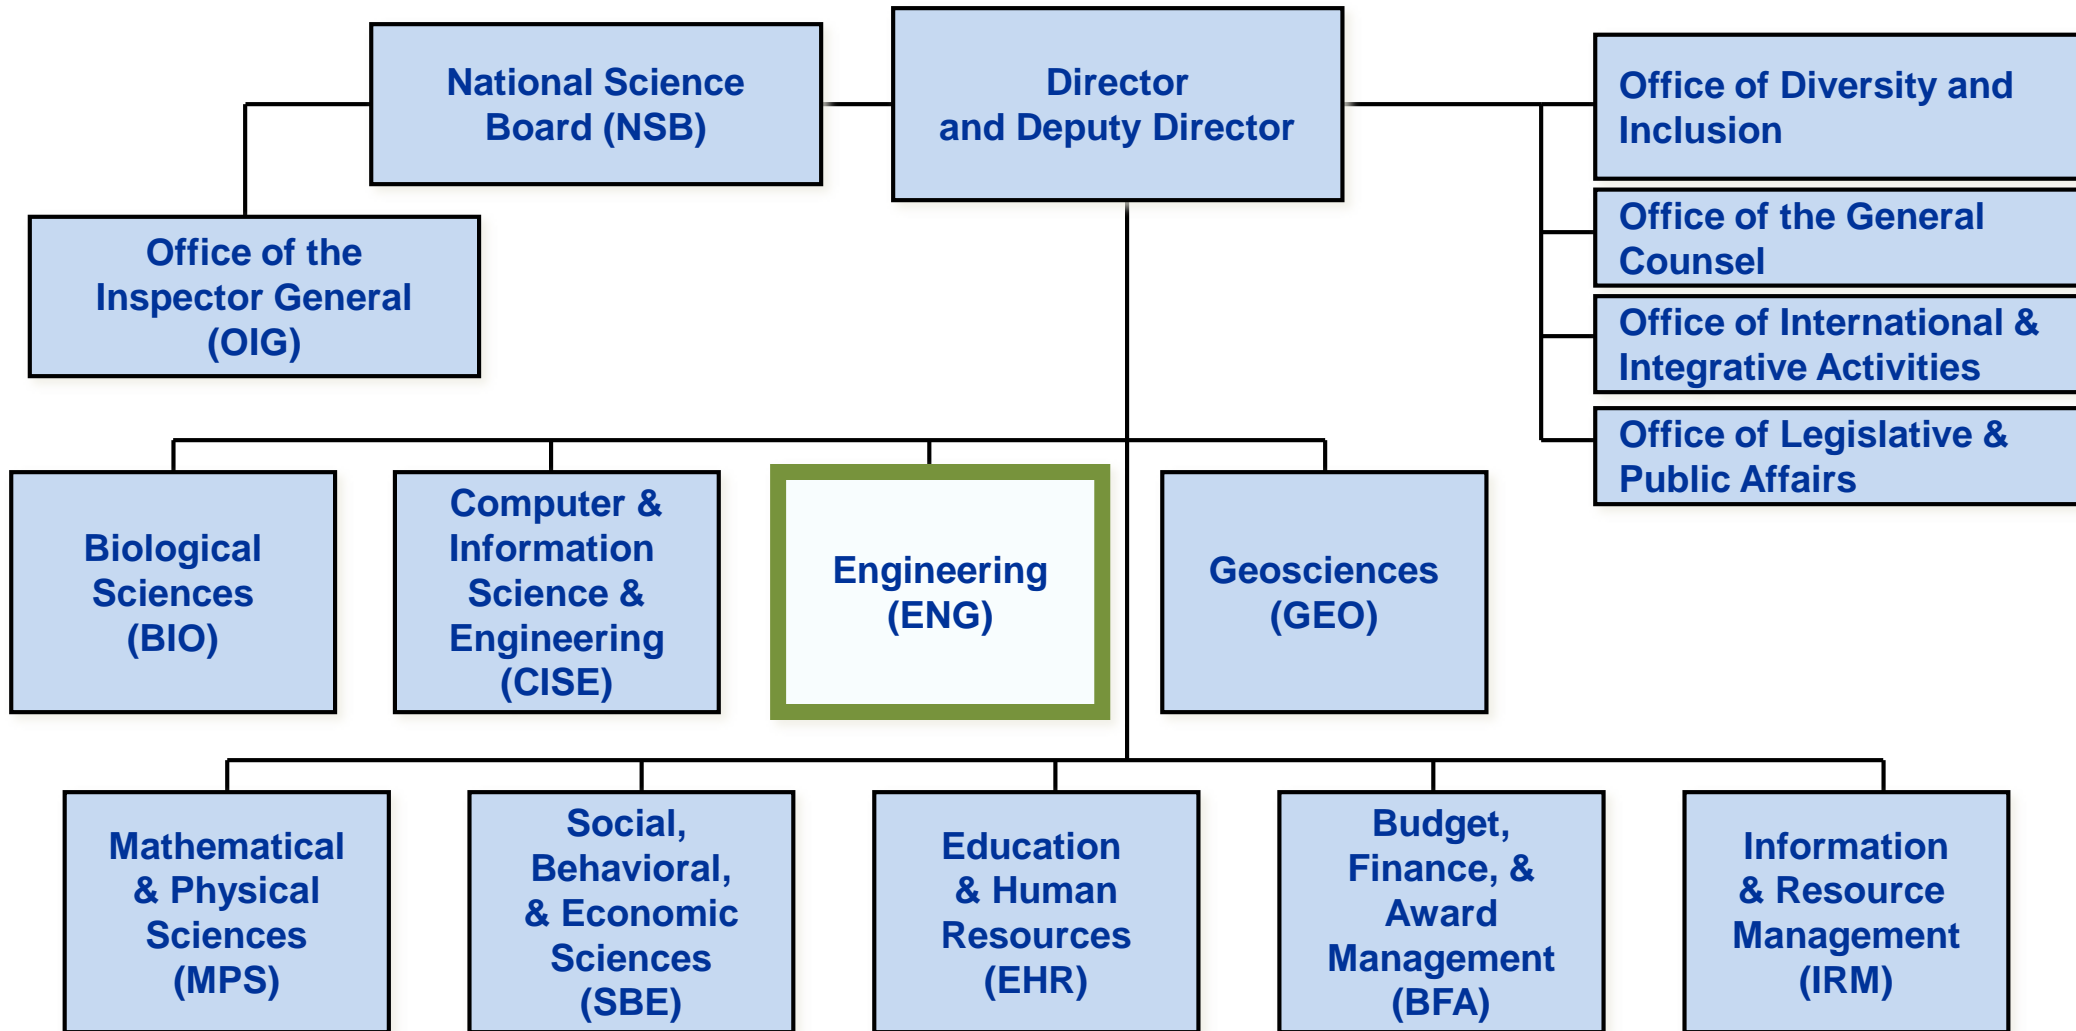 National Science
Board (NSB)
Director
and Deputy Director
Office of Diversity and
Inclusion
Office of the General
Counsel
Office of International &
Integrative Activities
Office of Legislative &
Public Affairs
Office of the
Inspector General
(OIG)
Biological
Sciences
(BIO)
Computer &
Information
Science &
Engineering
(CISE)
Engineering
(ENG)
Geosciences
(GEO)
Mathematical
& Physical
Sciences
(MPS)
Social,
Behavioral,
& Economic
Sciences
(SBE)
Education
& Human
Resources
(EHR)
Budget,
Finance, &
Award
Management
(BFA)
Information
& Resource
Management
(IRM)